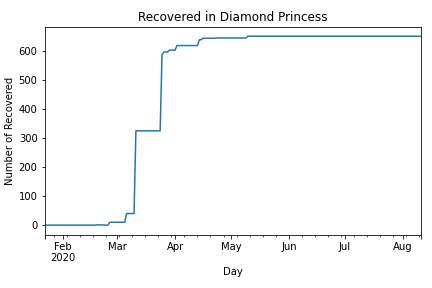 Recovered in Diamond Princess
Number of Recovered
600
500
400
300
200
100
0
Feb Mar Apr May Jun Jul Aug
2020
Day